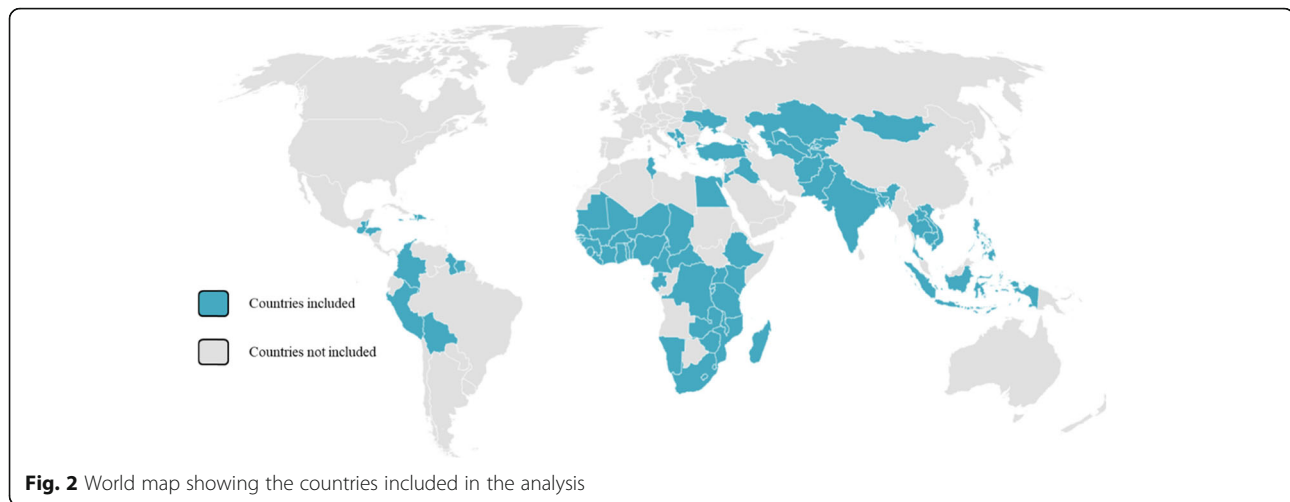 Countries included
Countries not included
Fig. 2 World map showing the countries included in the analysis